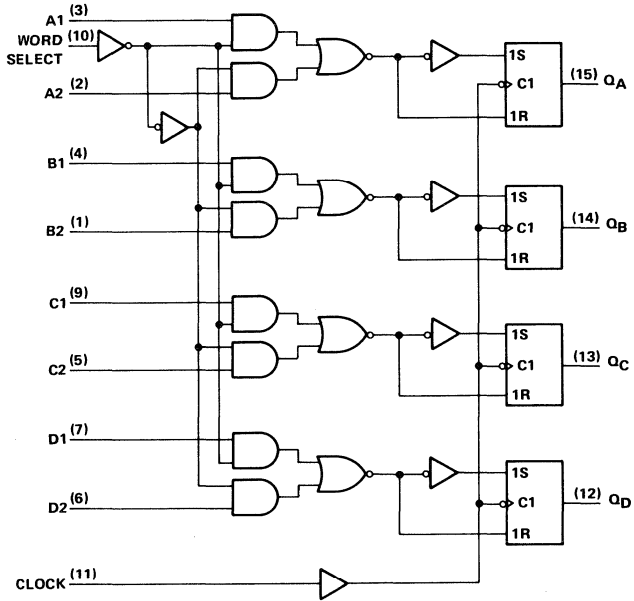 A1 (3)
WORD (10)
SELECT
A2 (2)
1S
C1
1R
(15) QA
B1 (4)
B2 (1)
1S
C1
1R
(14) QB
C1 (9)
C2 (5)
1S
C1
1R
(13) QC
D1 (7)
D2 (6)
1S
C1
1R
(12) QD
CLOCK (11)